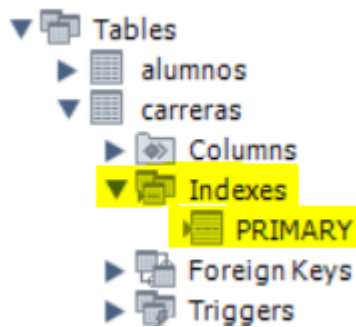 Tables
alumnos
carreras
Columns
Indexes
PRIMARY
Foreign Keys
Triggers